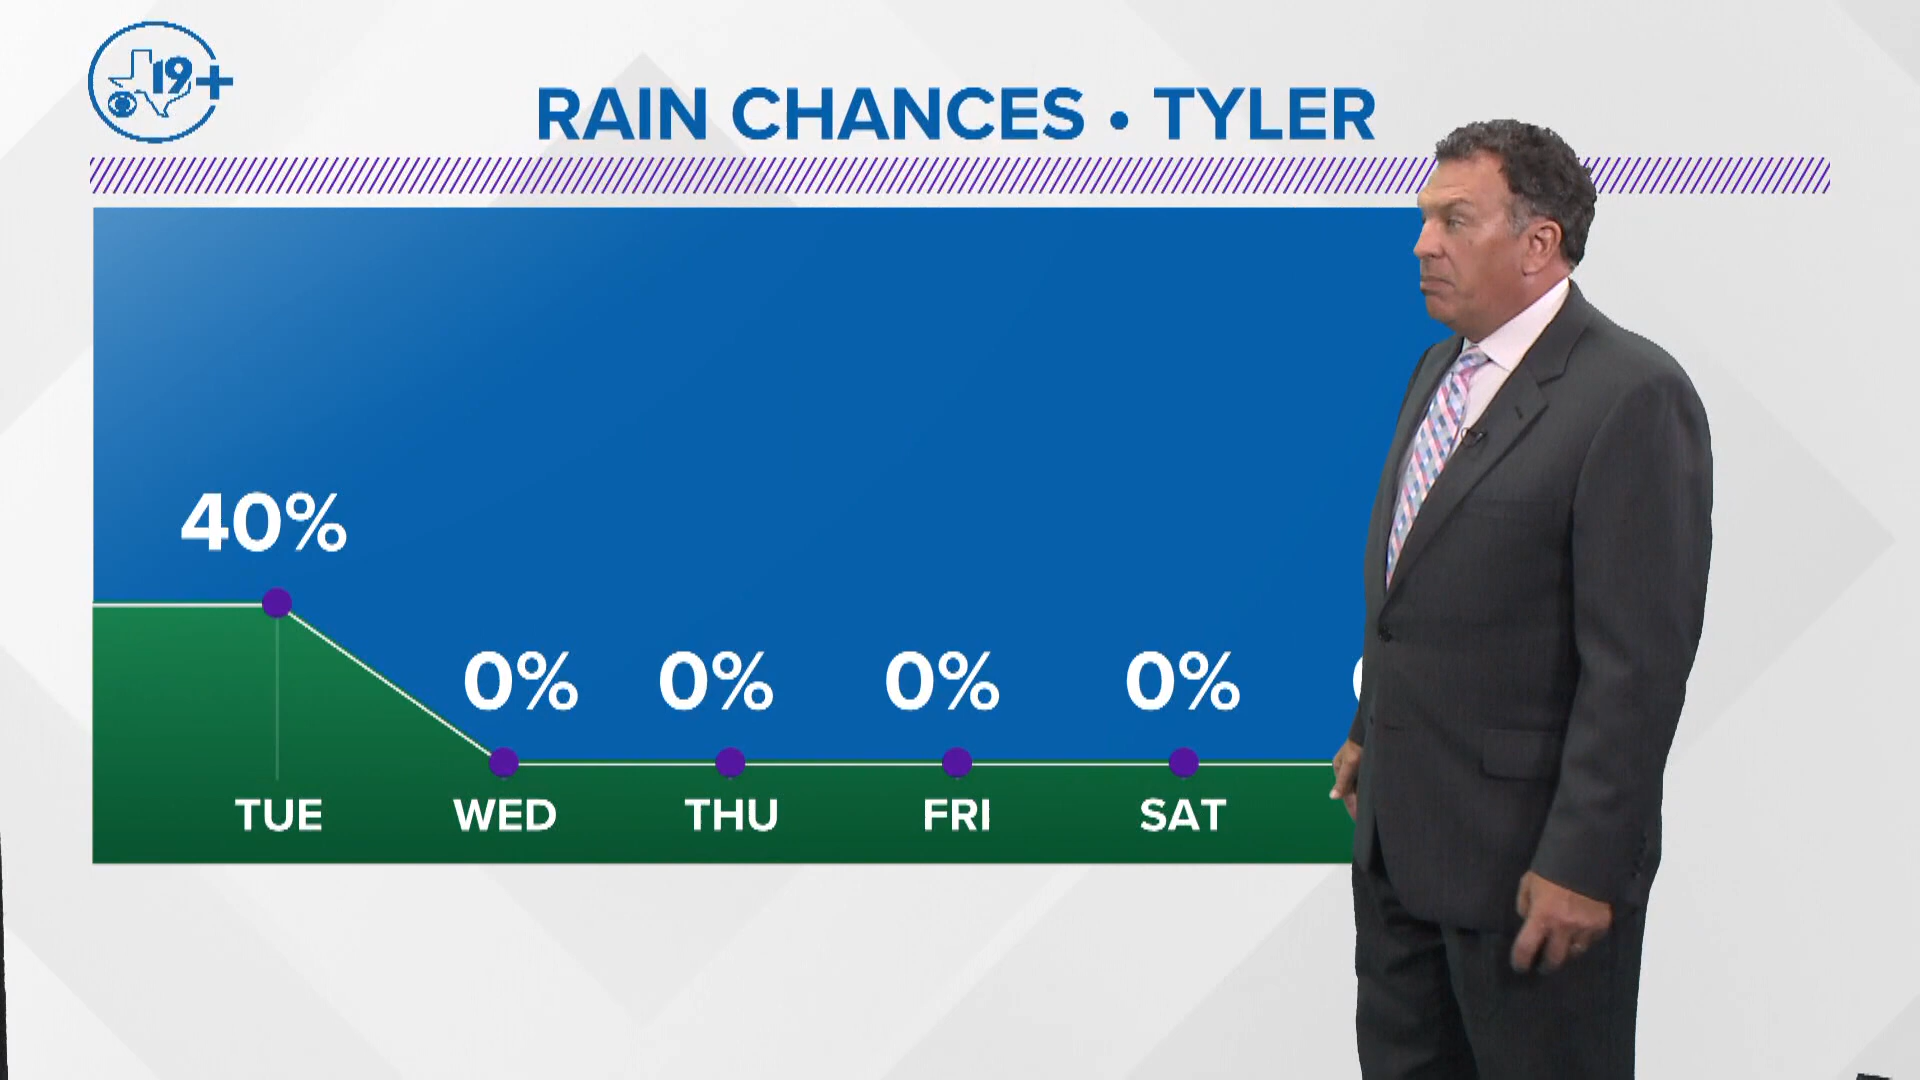 19+
RAIN CHANCES • TYLER
40%
0% 0% 0% 0%
TUE WED THU FRI SAT